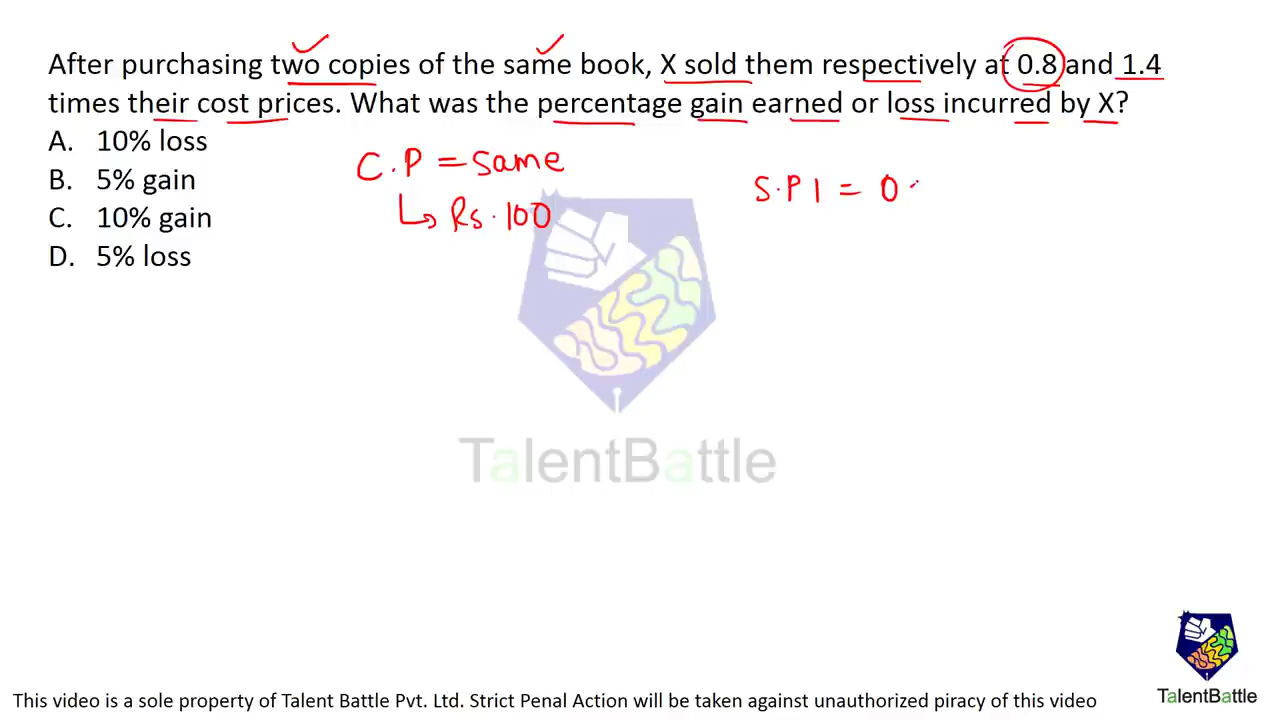 After purchasing two copies of the same book, X sold them respectively at 0.8 and 1.4
times their cost prices. What was the percentage gain earned or loss incurred by X?
A. 10% loss
B. 5% gain
C. 10% gain
D. 5% loss
C.P = Same
↳ Rs.100
S.P 1 = 0.
TalentBattle
TalentBattle
This video is a sole property of Talent Battle Pvt. Ltd. Strict Penal Action will be taken against unauthorized piracy of this video